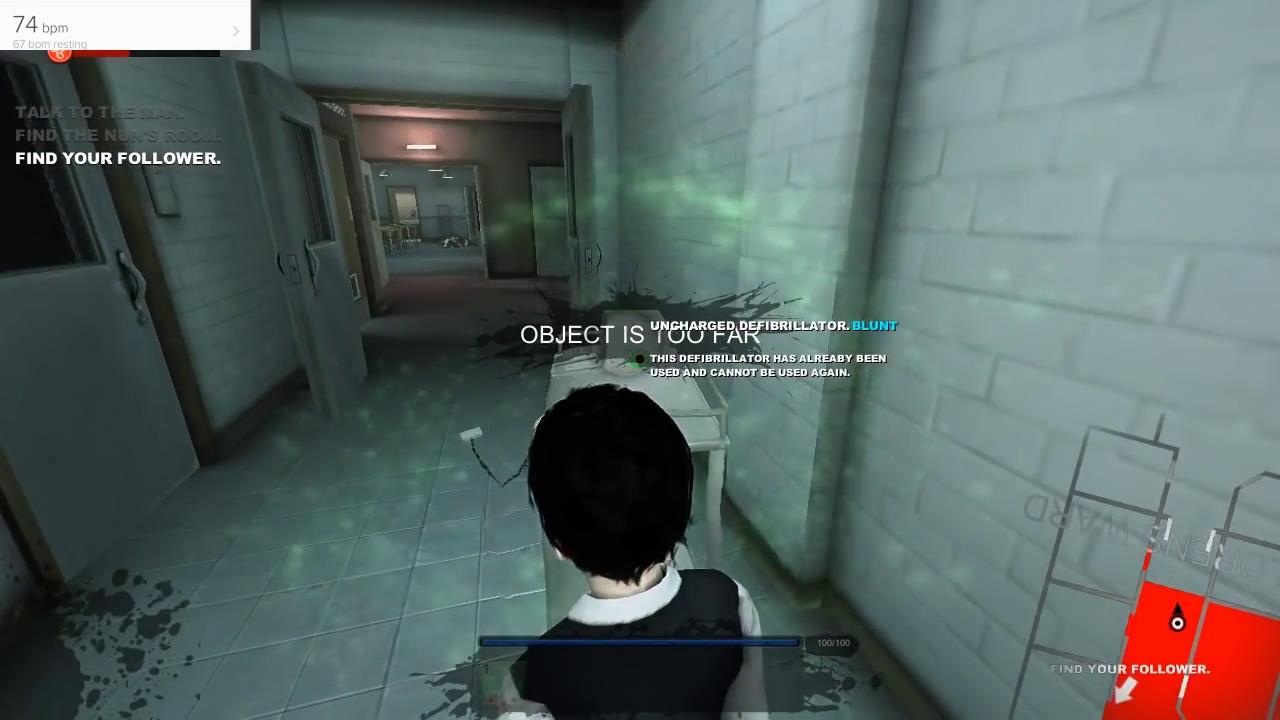 74 bpm
67 bpm resting
TALK TO THE MAN.
FIND THE NUN'S ROOM.
FIND YOUR FOLLOWER.
OBJECT IS TOO FAR
UNCHARGED DEFIBRILLATOR. BLUNT
THIS DEFIBRILLATOR HAS ALREABY BEEN
USED AND CANNOT BE USED AGAIN.
100/100
FIND YOUR FOLLOWER.